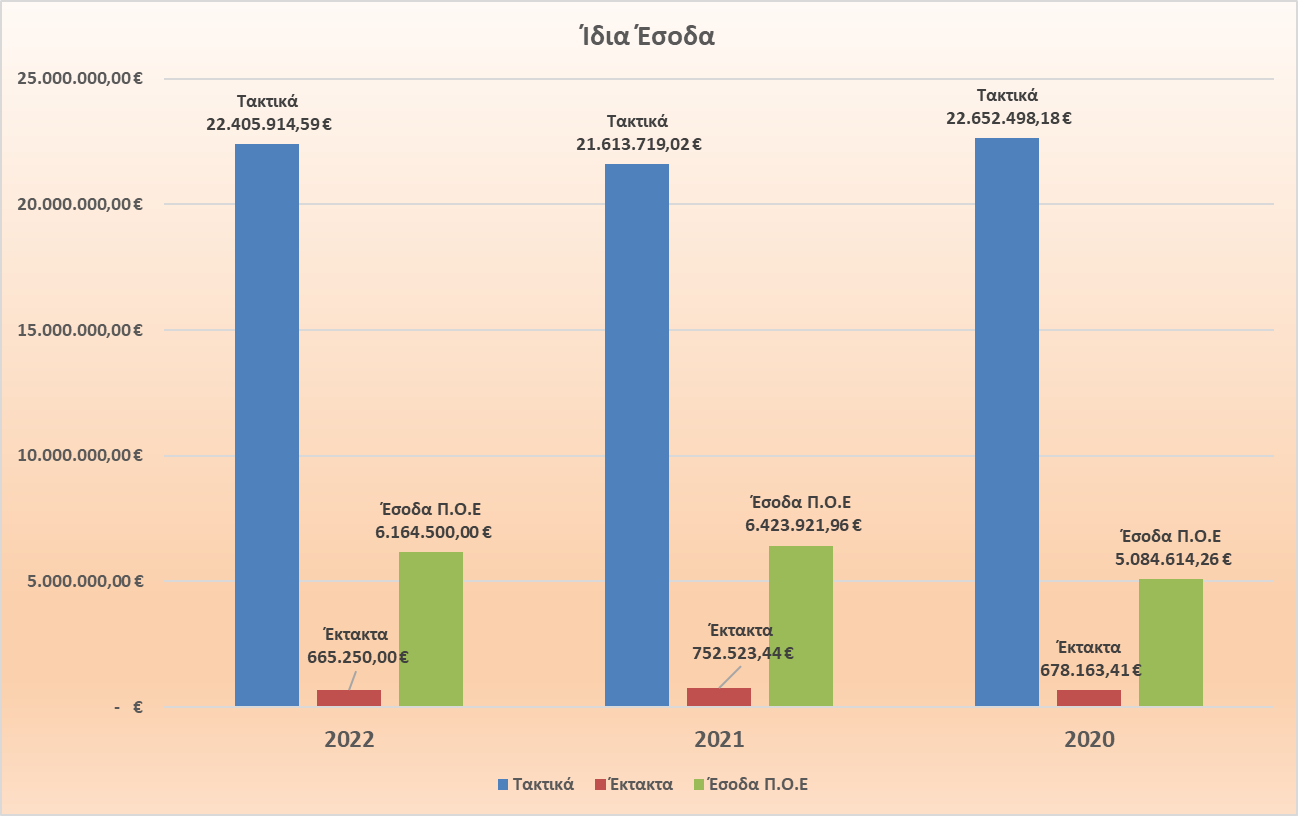 Ίδια Έσοδα
25.000.000,00 €
20.000.000,00 €
15.000.000,00 €
10.000.000,00 €
5.000.000,00 €
- €
Τακτικά
22.405.914,59 €
Έκτακτα
665.250,00 €
Έσοδα Π.Ο.Ε
6.164.500,00 €
Τακτικά
21.613.719,02 €
Έκτακτα
752.523,44 €
Έσοδα Π.Ο.Ε
6.423.921,96 €
Τακτικά
22.652.498,18 €
Έκτακτα
678.163,41 €
Έσοδα Π.Ο.Ε
5.084.614,26 €
2022 2021 2020
Τακτικά Έκτακτα Έσοδα Π.Ο.Ε